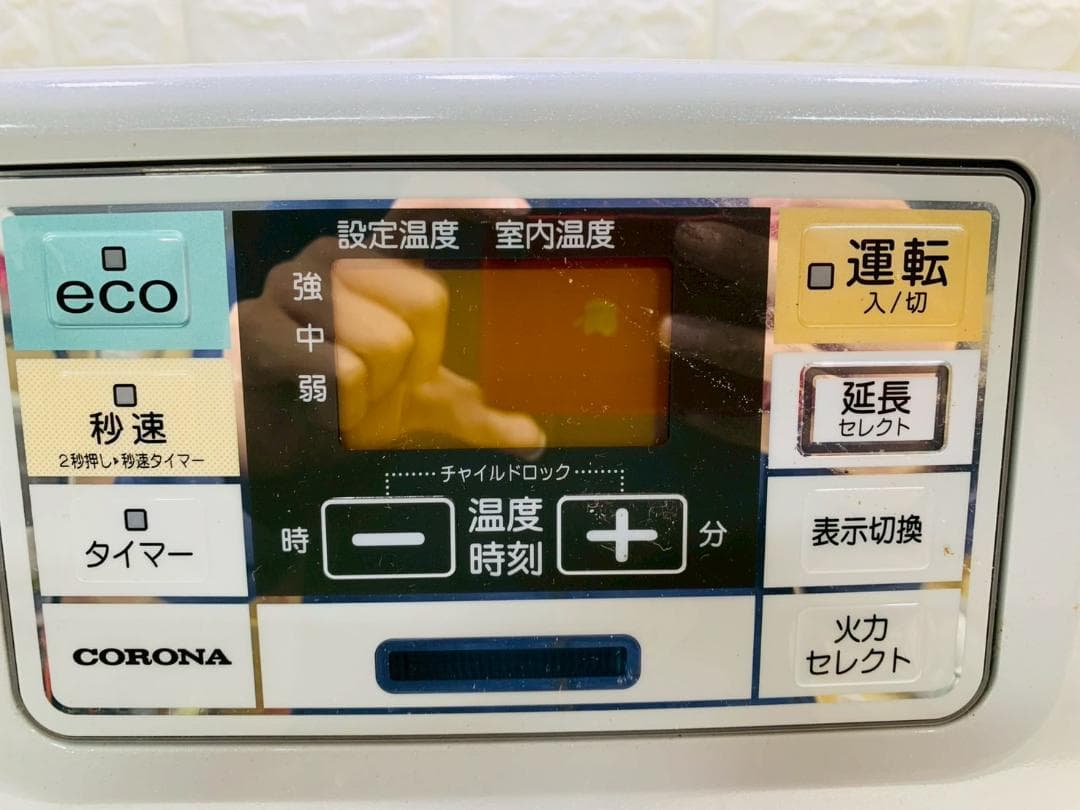 eco
秒速
2秒押し▶秒速タイマー
タイマー
CORONA
設定温度 室内温度
強
中
弱
チャイルドロック
時 − 温度 + 分
時刻
運転
入/切
延長
セレクト
表示切換
火力
セレクト